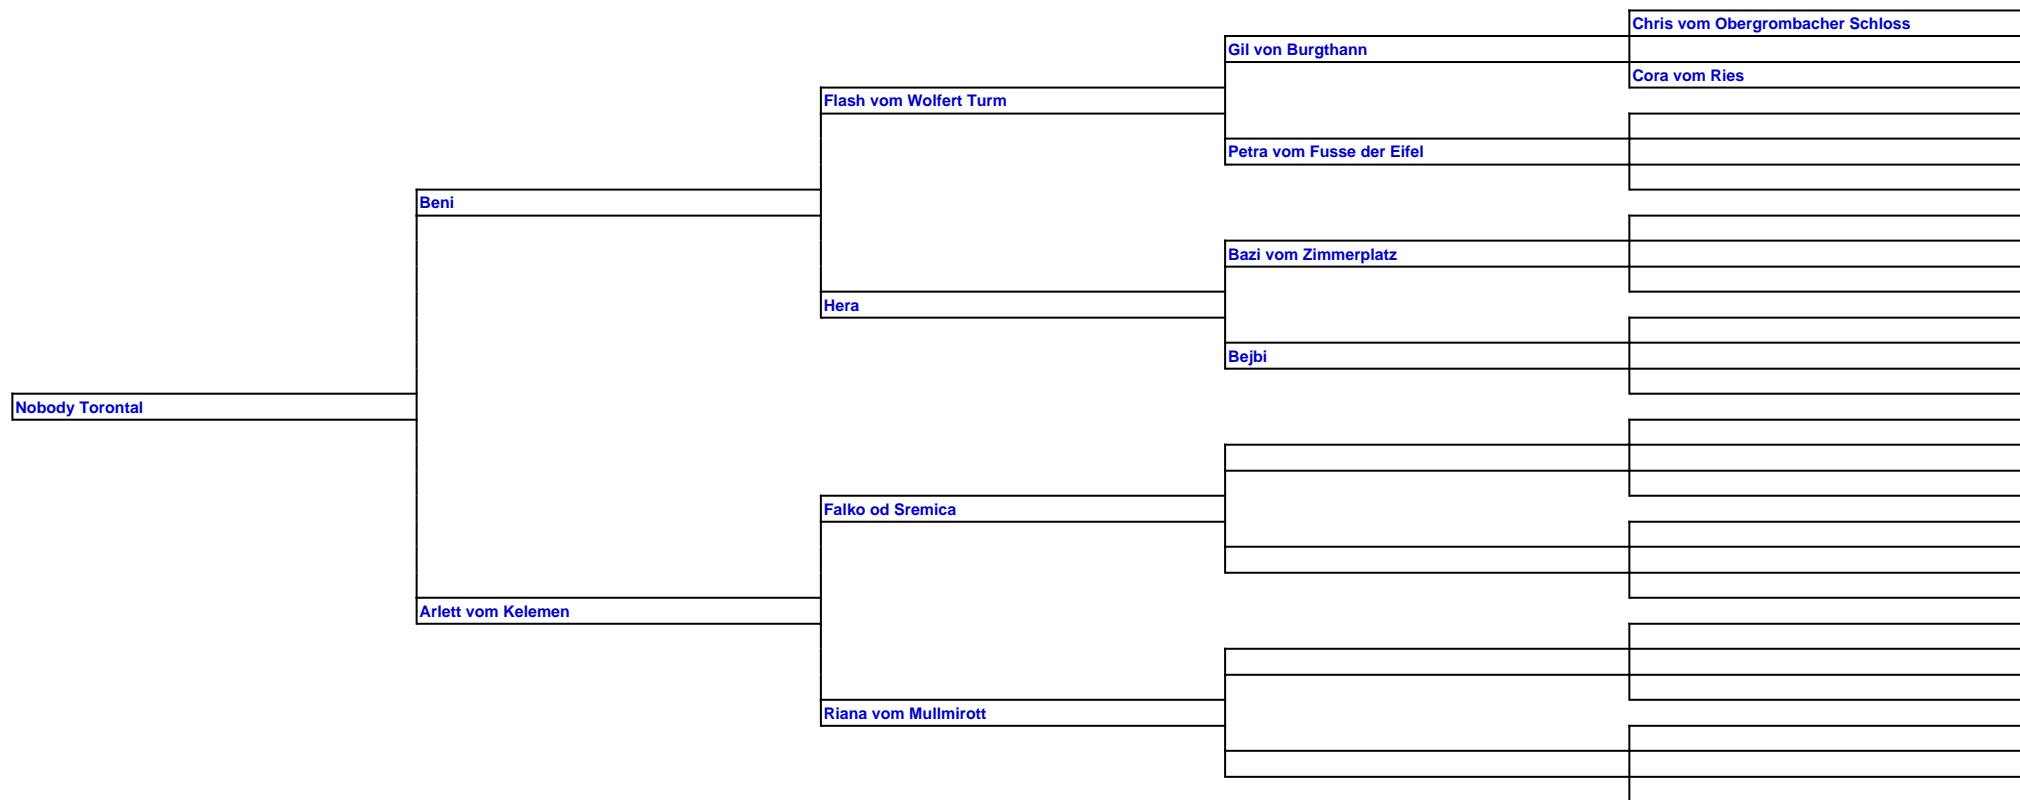 Chris vom Obergrombacher Schloss
Gil von Burgthann
Cora vom Ries
Flash vom Wolfert Turm
Petra vom Fusse der Eifel
Beni
Bazi vom Zimmerplatz
Hera
Bejbi
Nobody Torontal
Falko od Sremica
Arlett vom Kelemen
Riana vom Mullmirott